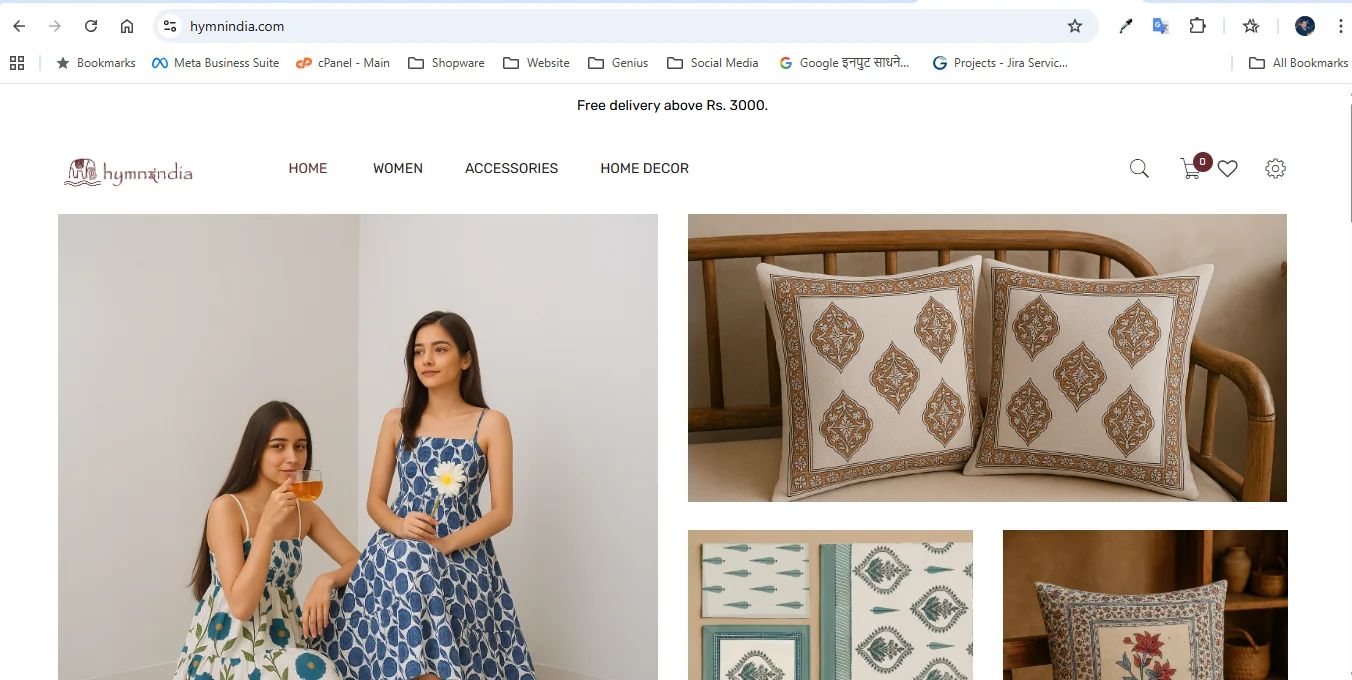 hymnindia.com
Bookmarks Meta Business Suite cPanel - Main Shopware Website Genius Social Media Google इनपुट साधने... Projects - Jira Servic... All Bookmarks
Free delivery above Rs. 3000.
hymnindia HOME WOMEN ACCESSORIES HOME DECOR 0